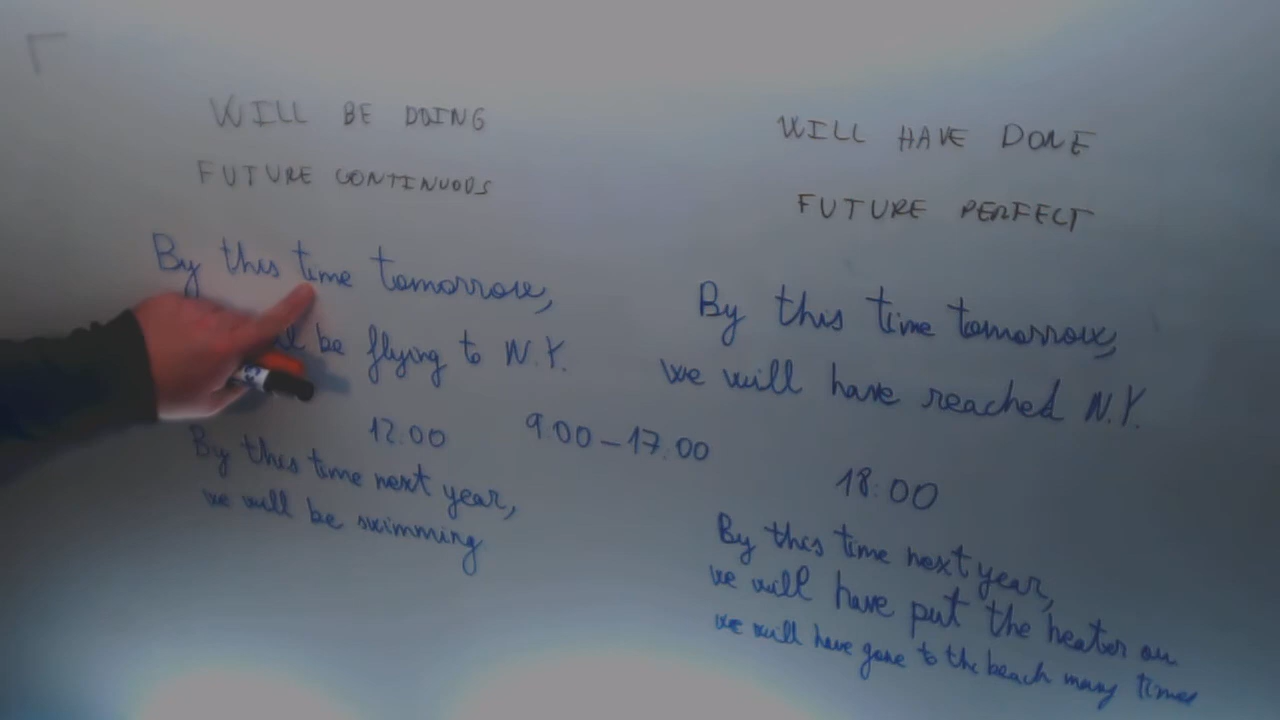 WILL BE DOING
FUTURE CONTINUOUS
By this time tomorrow,
be flying to N.Y.
12.00
9.00-17.00
By this time next year,
we will be swimming
WILL HAVE DONE
FUTURE PERFECT
By this time tomorrow,
we will have reached N.Y.
18:00
By this time next year,
we will have put the heater on
we will have gone to the beach many times